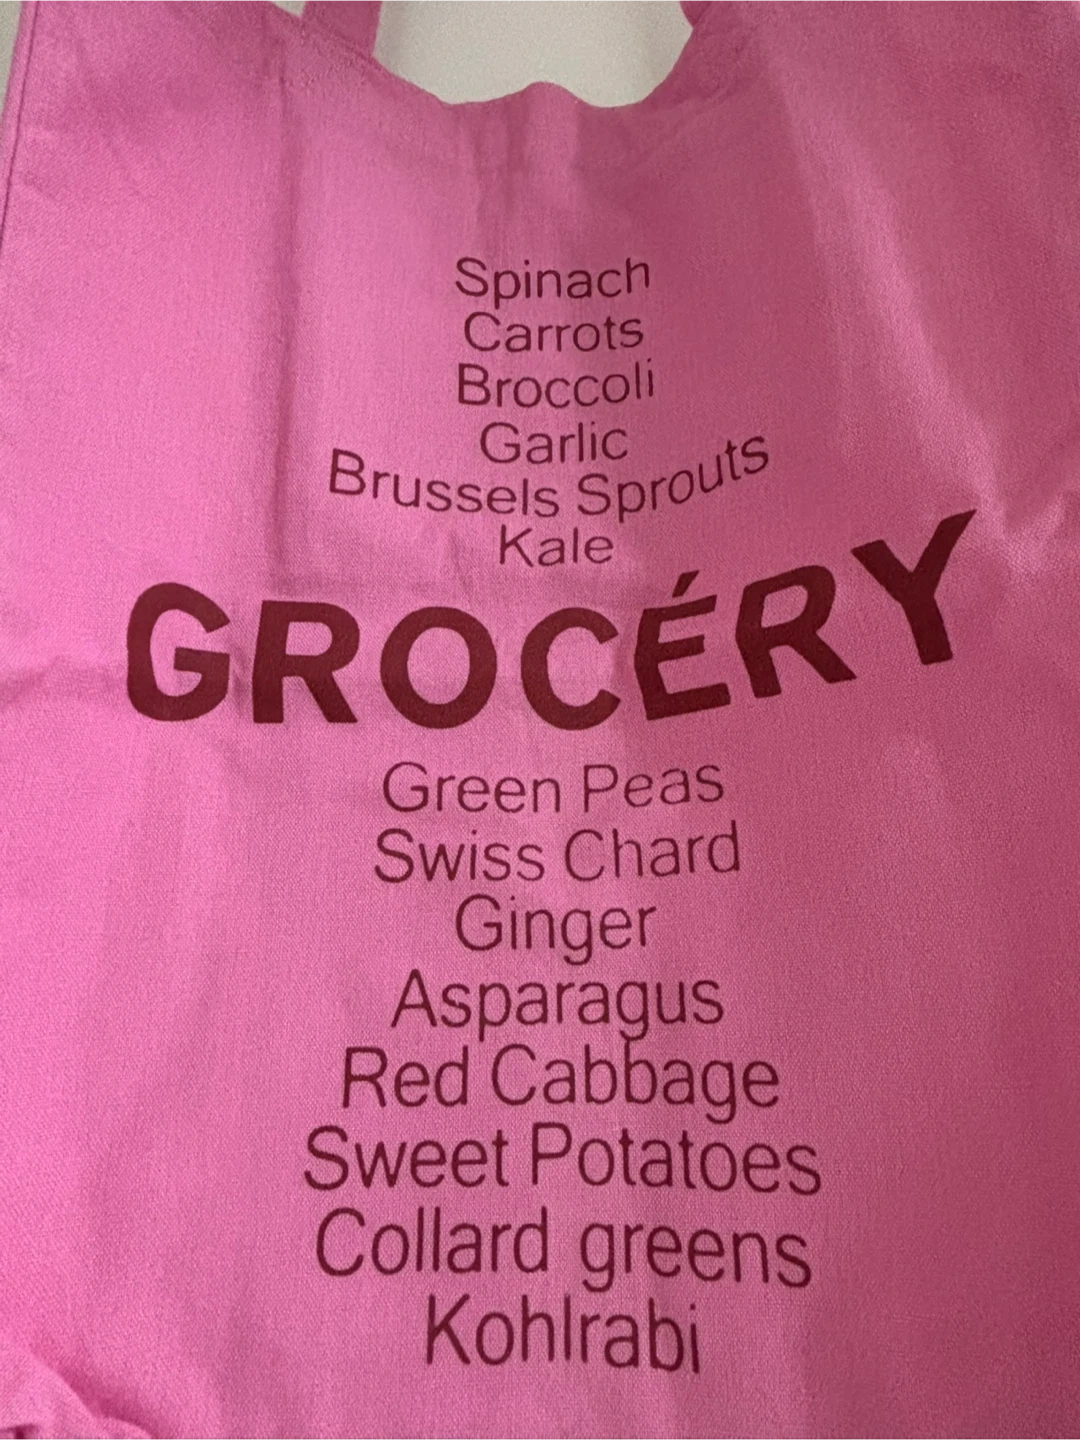 Spinach
Carrots
Broccoli
Garlic
Brussels Sprouts
Kale
GROCÉRY
Green Peas
Swiss Chard
Ginger
Asparagus
Red Cabbage
Sweet Potatoes
Collard greens
Kohlrabi